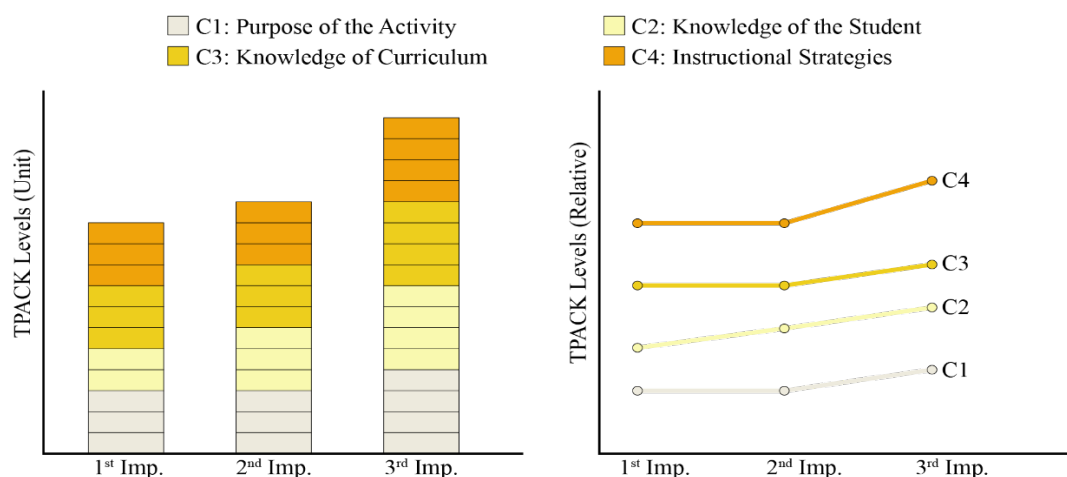 C1: Purpose of the Activity
C2: Knowledge of the Student
C3: Knowledge of Curriculum
C4: Instructional Strategies
TPACK Levels (Unit)
1st Imp.
2nd Imp.
3rd Imp.
TPACK Levels (Relative)
C4
C3
C2
C1
1st Imp.
2nd Imp.
3rd Imp.